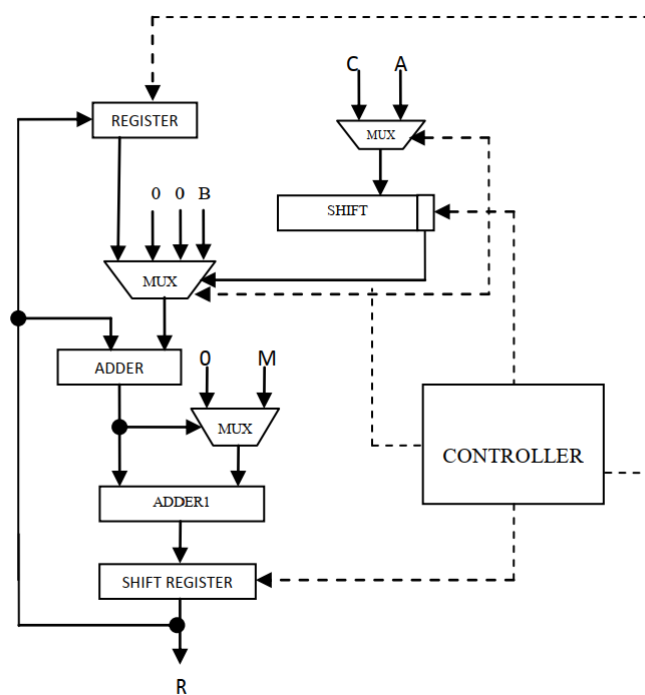 C A
REGISTER
MUX
0 0 B
SHIFT
MUX
ADDER
0 M
MUX
CONTROLLER
ADDER1
SHIFT REGISTER
R